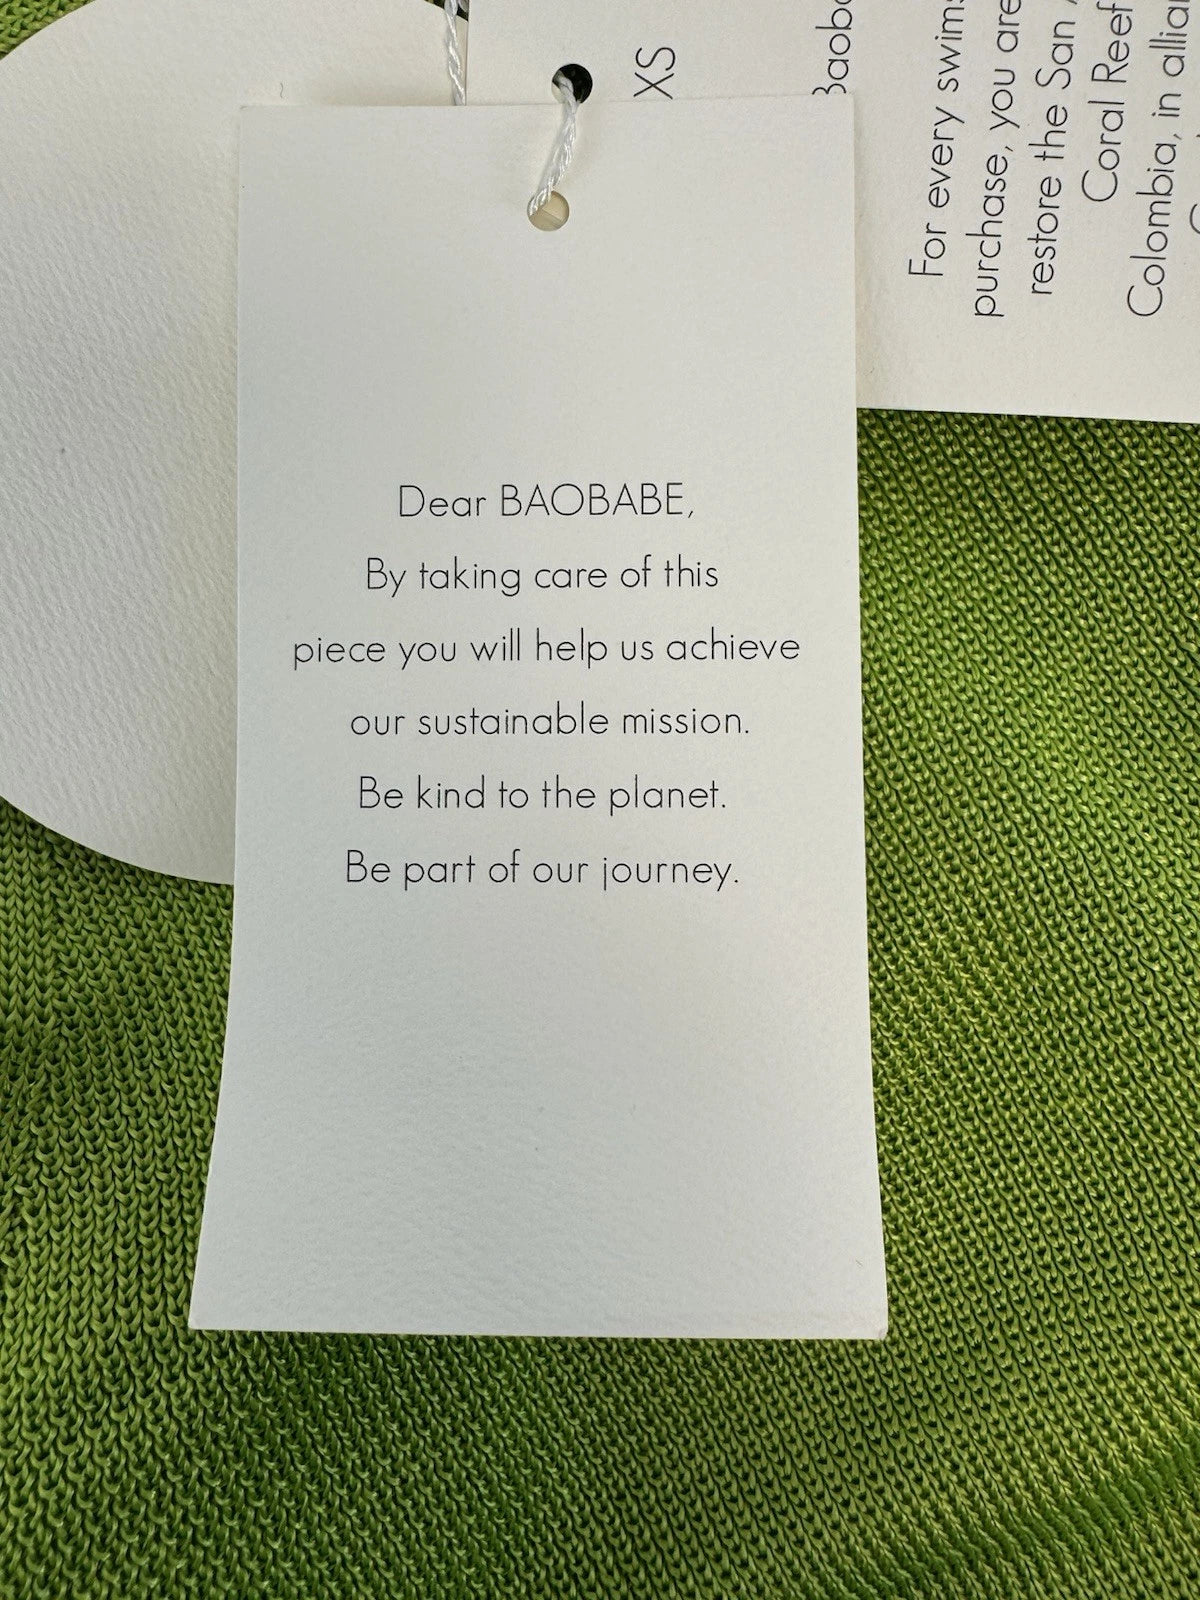 XS
Dear BAOBABE,
By taking care of this
piece you will help us achieve
our sustainable mission.
Be kind to the planet.
Be part of our journey.
For every
purchase, you are
restore the San
Coral Reef
Colombia, in